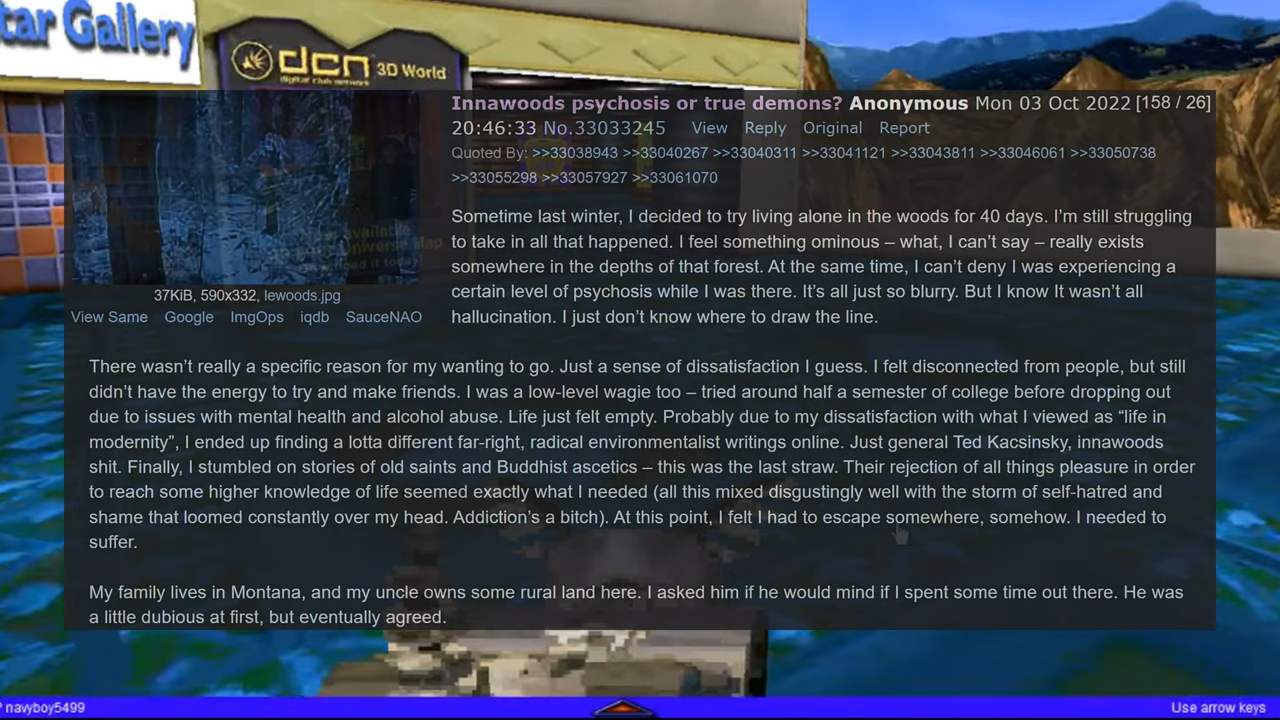 tar Gallery
dcn 3D World
digital club network
Innawoods psychosis or true demons? Anonymous Mon 03 Oct 2022 [158 / 26]
20:46:33 No.33033245 View Reply Original Report
Quoted By: >>33038943 >>33040267 >>33040311 >>33041121 >>33043811 >>33046061 >>33050738
>>33055298 >>33057927 >>33061070
Sometime last winter, I decided to try living alone in the woods for 40 days. I’m still struggling
to take in all that happened. I feel something ominous – what, I can’t say – really exists
somewhere in the depths of that forest. At the same time, I can’t deny I was experiencing a
certain level of psychosis while I was there. It’s all just so blurry. But I know It wasn’t all
hallucination. I just don’t know where to draw the line.
available
Universe Map
it today!
37KiB, 590x332, lewoods.jpg
View Same Google ImgOps iqdb SauceNAO
There wasn’t really a specific reason for my wanting to go. Just a sense of dissatisfaction I guess. I felt disconnected from people, but still
didn’t have the energy to try and make friends. I was a low-level wagie too – tried around half a semester of college before dropping out
due to issues with mental health and alcohol abuse. Life just felt empty. Probably due to my dissatisfaction with what I viewed as “life in
modernity”, I ended up finding a lotta different far-right, radical environmentalist writings online. Just general Ted Kacsinsky, innawoods
shit. Finally, I stumbled on stories of old saints and Buddhist ascetics – this was the last straw. Their rejection of all things pleasure in order
to reach some higher knowledge of life seemed exactly what I needed (all this mixed disgustingly well with the storm of self-hatred and
shame that loomed constantly over my head. Addiction’s a bitch). At this point, I felt I had to escape somewhere, somehow. I needed to
suffer.
My family lives in Montana, and my uncle owns some rural land here. I asked him if he would mind if I spent some time out there. He was
a little dubious at first, but eventually agreed.
navyboy5499
Use arrow keys